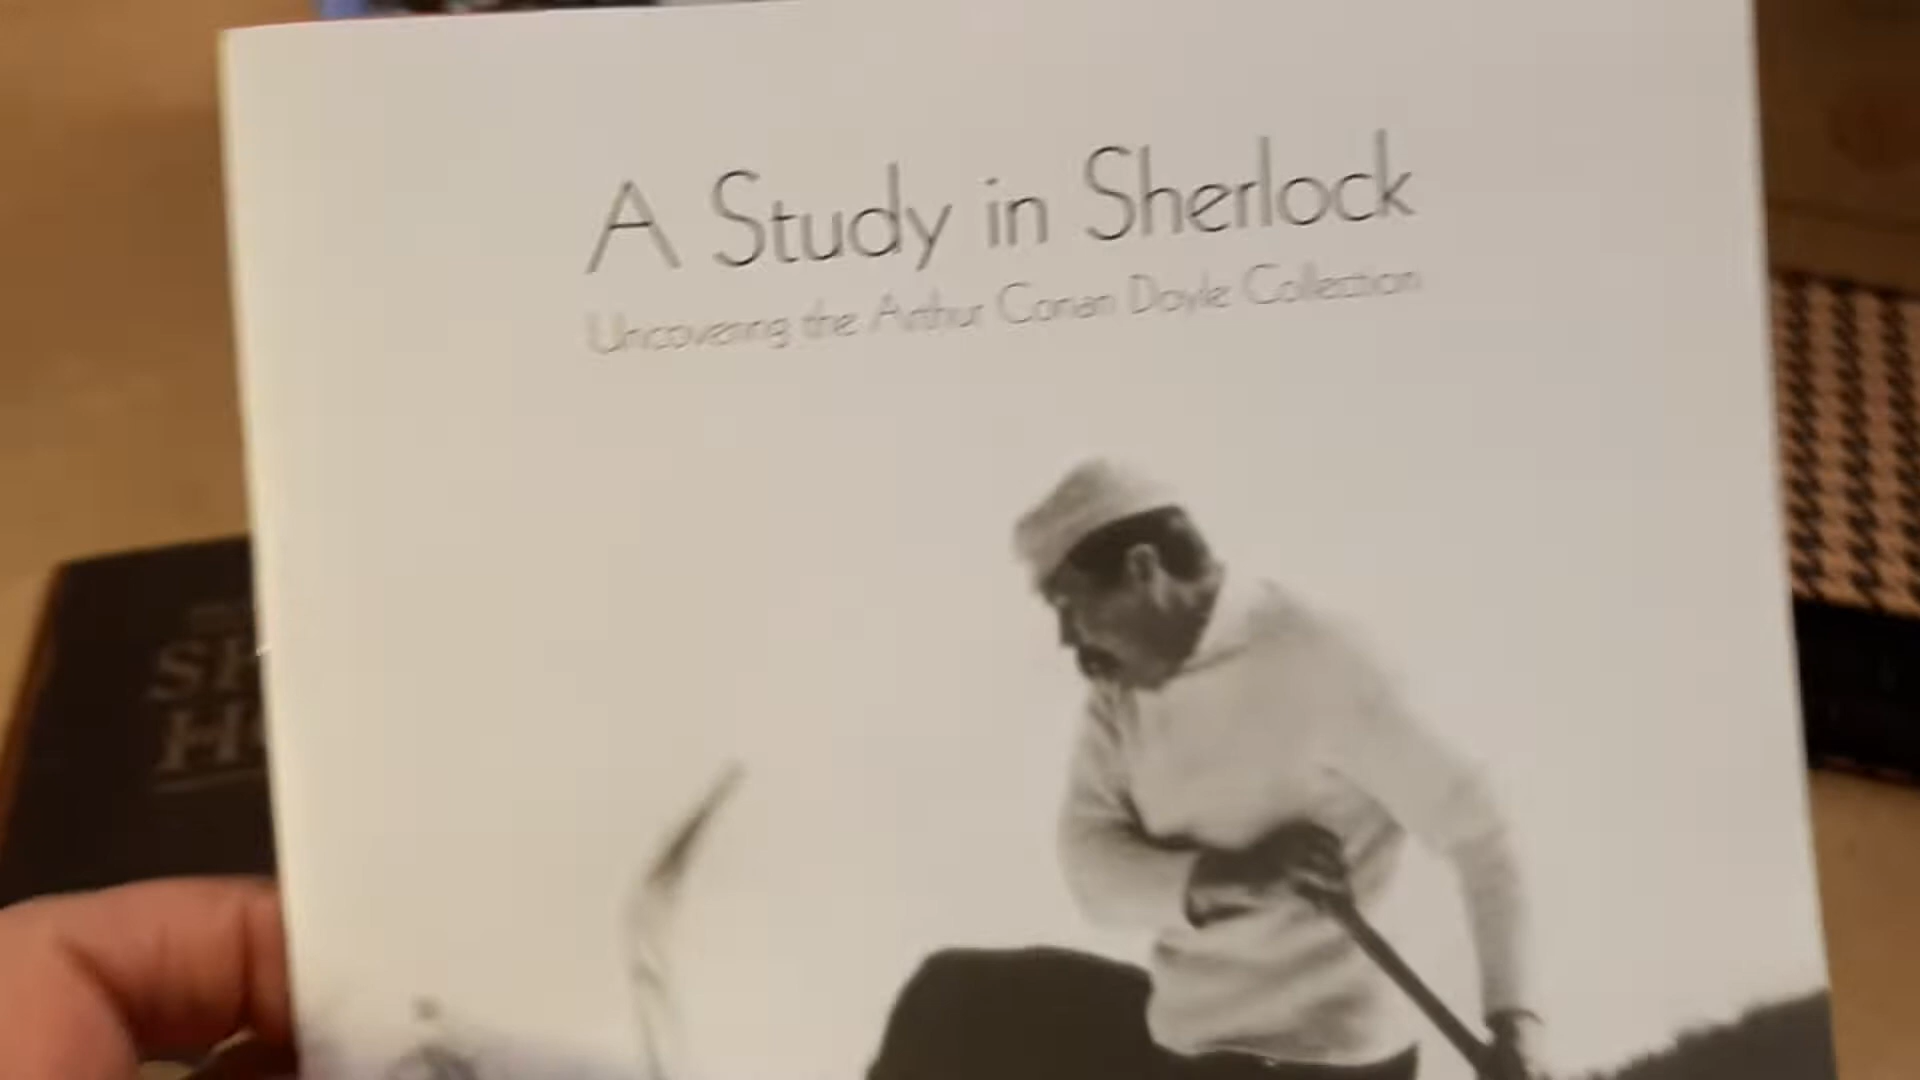 A Study in Sherlock
Uncovering the Arthur Conan Doyle Collection